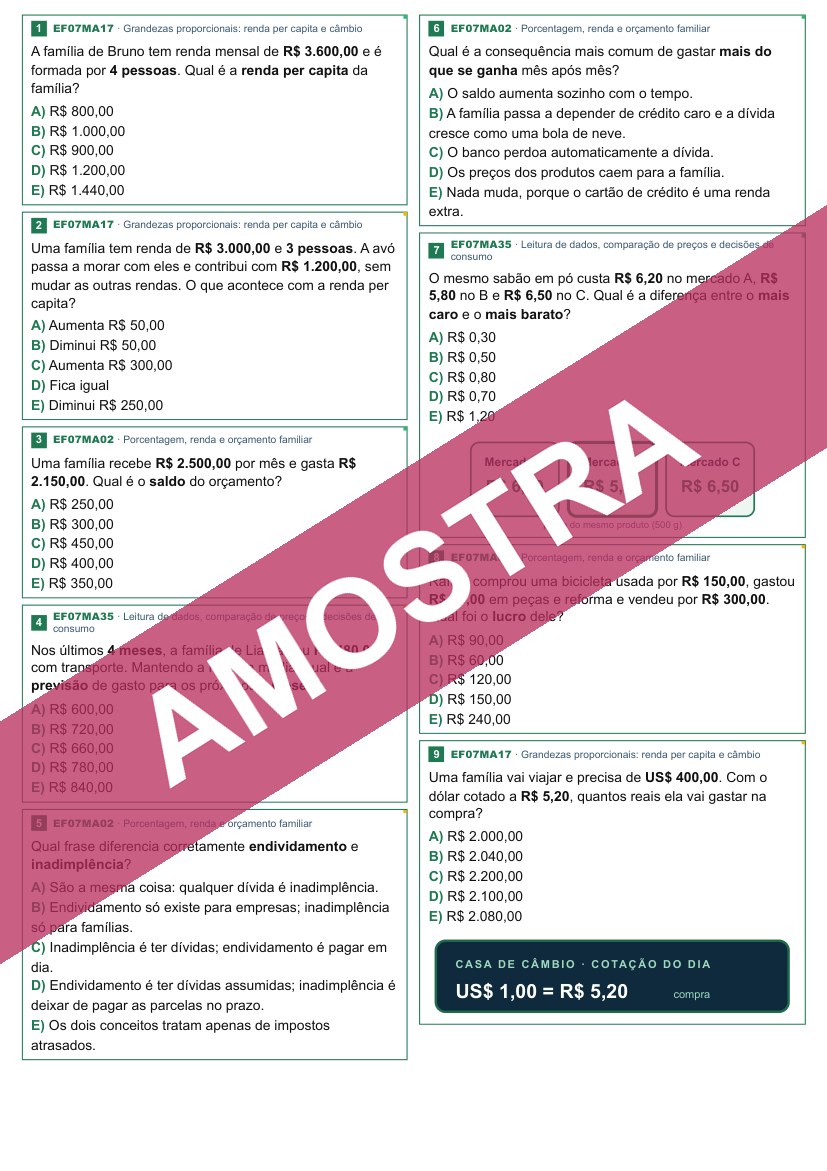 1 EF07MA17 · Grandezas proporcionais: renda per capita e câmbio
A família de Bruno tem renda mensal de R$ 3.600,00 e é
formada por 4 pessoas. Qual é a renda per capita da
família?
A) R$ 800,00
B) R$ 1.000,00
C) R$ 900,00
D) R$ 1.200,00
E) R$ 1.440,00
2 EF07MA17 · Grandezas proporcionais: renda per capita e câmbio
Uma família tem renda de R$ 3.000,00 e 3 pessoas. A avó
passa a morar com eles e contribui com R$ 1.200,00, sem
mudar as outras rendas. O que acontece com a renda per
capita?
A) Aumenta R$ 50,00
B) Diminui R$ 50,00
C) Aumenta R$ 300,00
D) Fica igual
E) Diminui R$ 250,00
3 EF07MA02 · Porcentagem, renda e orçamento familiar
Uma família recebe R$ 2.500,00 por mês e gasta R$
2.150,00. Qual é o saldo do orçamento?
A) R$ 250,00
B) R$ 300,00
C) R$ 450,00
D) R$ 400,00
E) R$ 350,00
4 EF07MA35 · Leitura de dados, comparação de preços e decisões de
consumo
Nos últimos 4 meses, a família de
com transporte. Mantendo a
previsão de gasto para os
A) R$ 600,00
B) R$ 720,00
C) R$ 660,00
D) R$ 780,00
E) R$ 840,00
5 EF07MA02 · Porcentagem, renda e orçamento familiar
Qual frase diferencia corretamente endividamento e
inadimplência?
A) São a mesma coisa: qualquer dívida é inadimplência.
B) Endividamento só existe para empresas; inadimplência
só para famílias.
C) Inadimplência é ter dívidas; endividamento é pagar em
dia.
D) Endividamento é ter dívidas assumidas; inadimplência é
deixar de pagar as parcelas no prazo.
E) Os dois conceitos tratam apenas de impostos
atrasados.
6 EF07MA02 · Porcentagem, renda e orçamento familiar
Qual é a consequência mais comum de gastar mais do
que se ganha mês após mês?
A) O saldo aumenta sozinho com o tempo.
B) A família passa a depender de crédito caro e a dívida
cresce como uma bola de neve.
C) O banco perdoa automaticamente a dívida.
D) Os preços dos produtos caem para a família.
E) Nada muda, porque o cartão de crédito é uma renda
extra.
7 EF07MA35 · Leitura de dados, comparação de preços e decisões de
consumo
O mesmo sabão em pó custa R$ 6,20 no mercado A, R$
5,80 no B e R$ 6,50 no C. Qual é a diferença entre o mais
caro e o mais barato?
A) R$ 0,30
B) R$ 0,50
C) R$ 0,80
D) R$ 0,70
E) R$ 1,20
Mercado C
R$ 6,50
do mesmo produto (500 g)
8 EF07MA02 · Porcentagem, renda e orçamento familiar
comprou uma bicicleta usada por R$ 150,00, gastou
em peças e reforma e vendeu por R$ 300,00.
Qual foi o lucro dele?
A) R$ 90,00
B) R$ 60,00
C) R$ 120,00
D) R$ 150,00
E) R$ 240,00
9 EF07MA17 · Grandezas proporcionais: renda per capita e câmbio
Uma família vai viajar e precisa de US$ 400,00. Com o
dólar cotado a R$ 5,20, quantos reais ela vai gastar na
compra?
A) R$ 2.000,00
B) R$ 2.040,00
C) R$ 2.200,00
D) R$ 2.100,00
E) R$ 2.080,00
CASA DE CÂMBIO · COTAÇÃO DO DIA
US$ 1,00 = R$ 5,20 compra
AMOSTRA